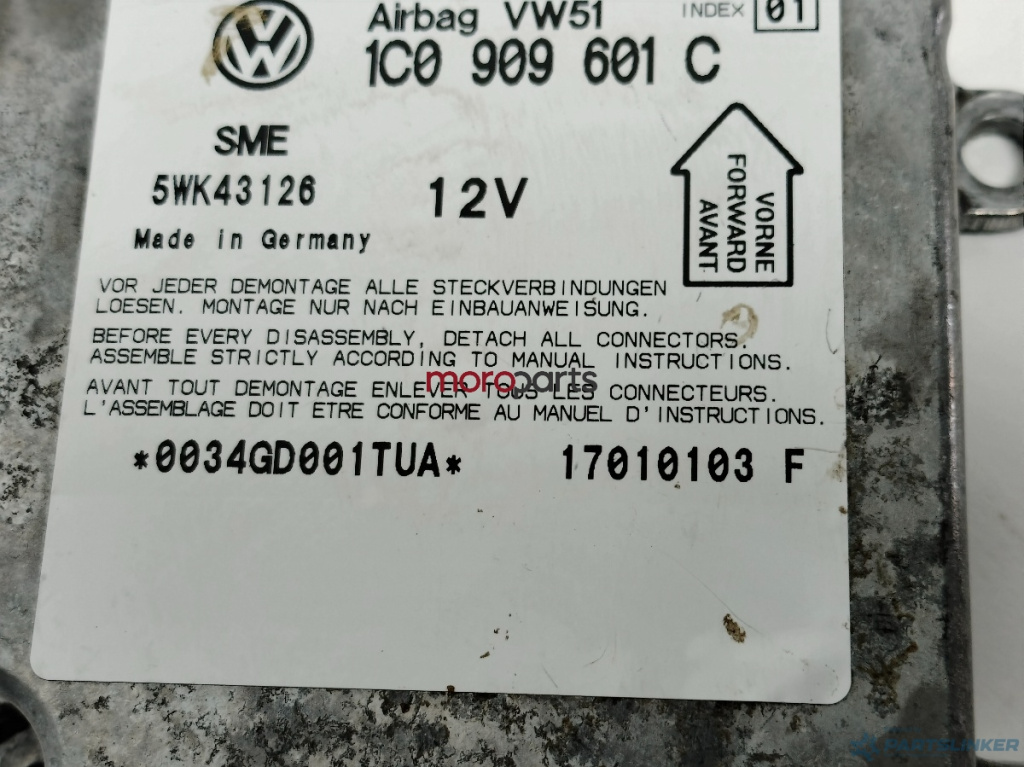 Airbag VW51 INDEX 01
1C0 909 601 C
SME
5WK43126 12V
Made in Germany
VORNE
FORWARD
AVANT
VOR JEDER DEMONTAGE ALLE STECKVERBINDUNGEN
LOESEN. MONTAGE NUR NACH EINBAUANWEISUNG.
BEFORE EVERY DISASSEMBLY, DETACH ALL CONNECTORS.
ASSEMBLE STRICTLY ACCORDING TO MANUAL INSTRUCTIONS.
moroparts
AVANT TOUT DEMONTAGE ENLEVER TOUS LES CONNECTEURS.
L'ASSEMBLAGE DOIT ETRE CONFORME AU MANUEL D'INSTRUCTIONS.
*0034GD001TUA* 17010103 F
PARTSLINKER